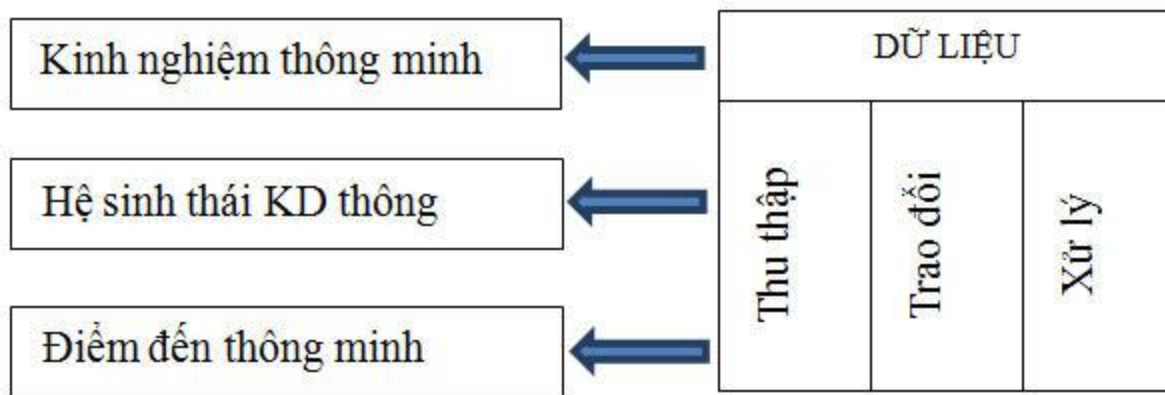 Kinh nghiệm thông minh
Hệ sinh thái KD thông
Điểm đến thông minh
DỮ LIỆU
Thu thập
Trao đổi
Xử lý